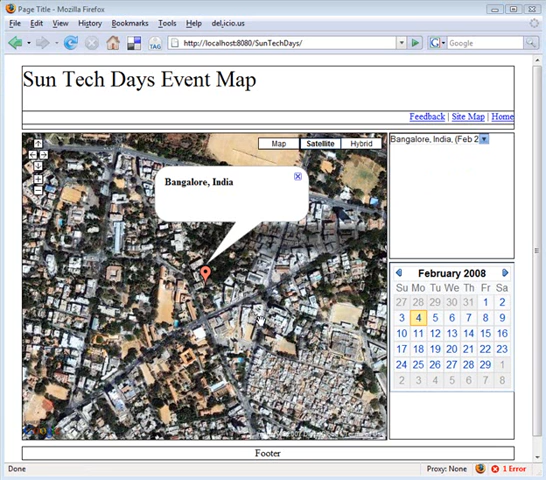 Page Title - Mozilla Firefox
File Edit View History Bookmarks Tools Help del.icio.us
TAG http://localhost:8080/SunTechDays/ Google
Sun Tech Days Event Map
Feedback | Site Map | Home
Map Satellite Hybrid
Bangalore, India
Bangalore, India, (Feb 2
February 2008
Su Mo Tu We Th Fr Sa
27 28 29 30 31 1 2
3 4 5 6 7 8 9
10 11 12 13 14 15 16
17 18 19 20 21 22 23
24 25 26 27 28 29 1
2 3 4 5 6 7 8
Footer
Done Proxy: None 1 Error